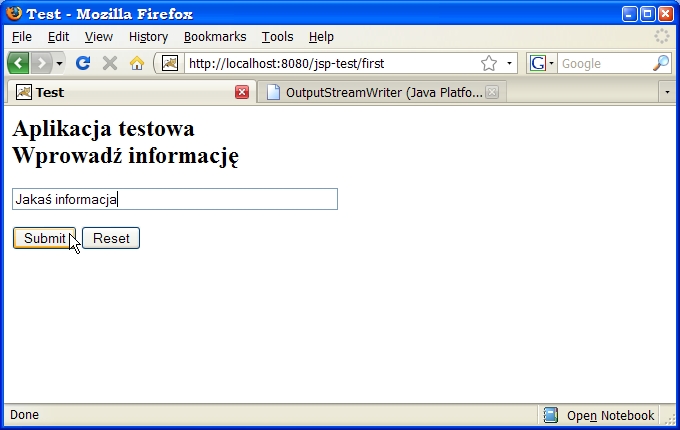 Test - Mozilla Firefox
File Edit View History Bookmarks Tools Help
http://localhost:8080/jsp-test/first
G Google
Test OutputStreamWriter (Java Platfo...
Aplikacja testowa
Wprowadź informację
Jakaś informacja
Submit Reset
Done Open Notebook